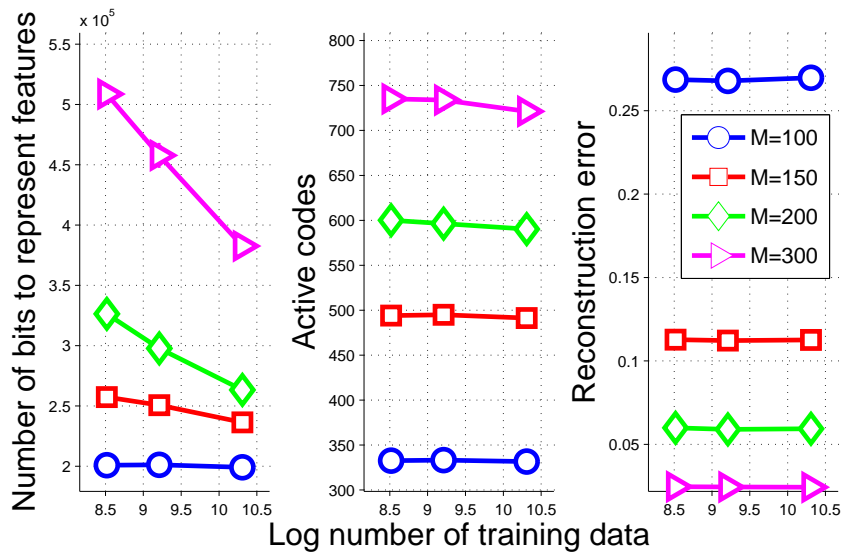 x 10⁵
Number of bits to represent features
5.5
5
4.5
4
3.5
3
2.5
2
8.5 9 9.5 10 10.5
Active codes
800
750
700
650
600
550
500
450
400
350
300
8.5 9 9.5 10 10.5
Reconstruction error
0.25
0.2
0.15
0.1
0.05
8.5 9 9.5 10 10.5
M=100
M=150
M=200
M=300
Log number of training data